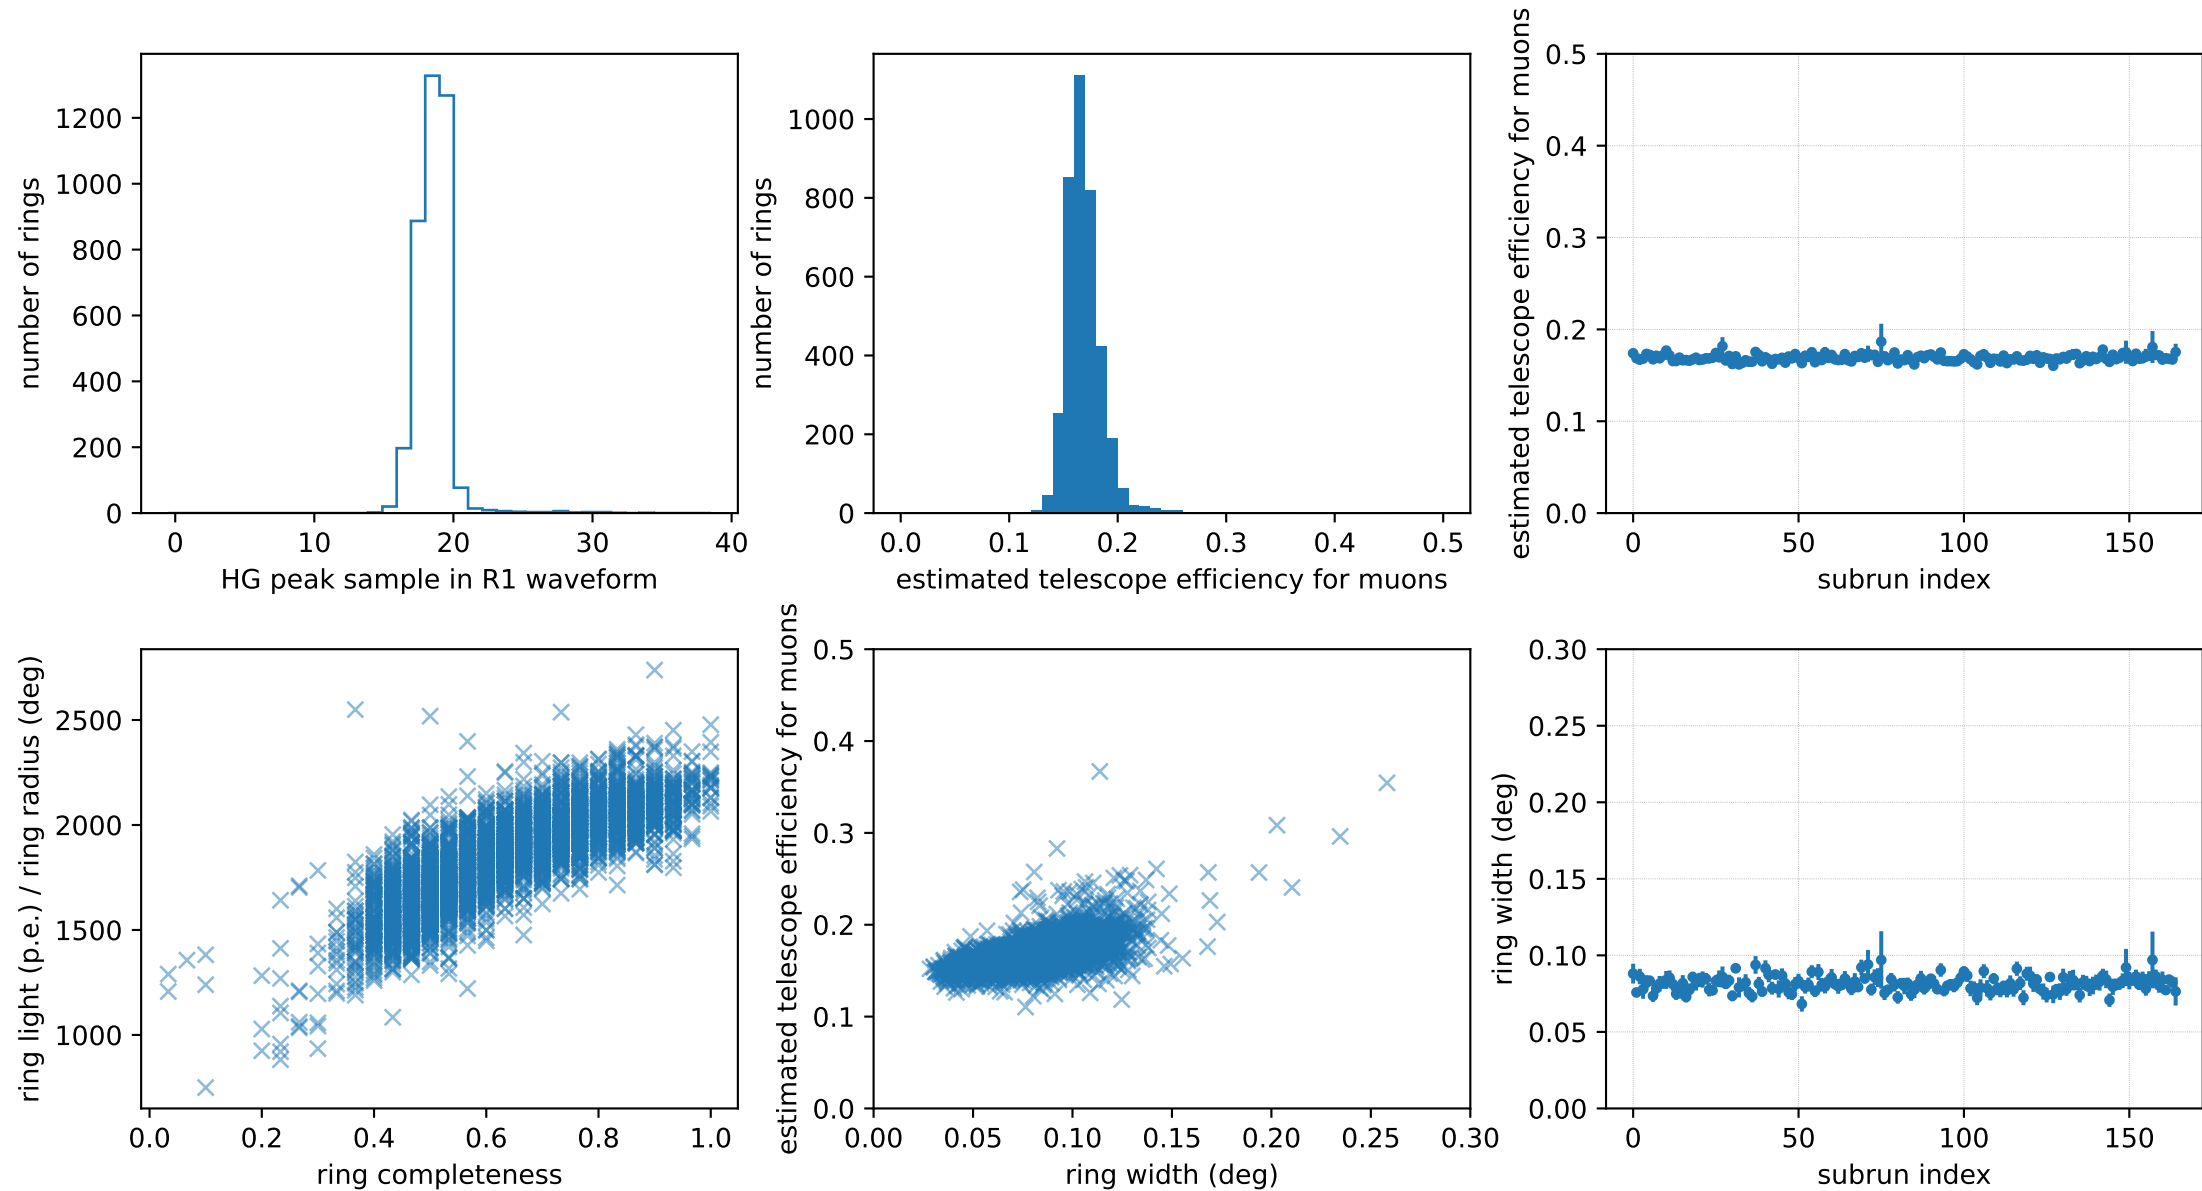 number of rings
1200
1000
800
600
400
200
0
0 10 20 30 40
HG peak sample in R1 waveform
number of rings
1000
800
600
400
200
0
0.0 0.1 0.2 0.3 0.4 0.5
estimated telescope efficiency for muons
estimated telescope efficiency for muons
0.5
0.4
0.3
0.2
0.1
0.0
0 50 100 150
subrun index
ring light (p.e.) / ring radius (deg)
2500
2000
1500
1000
0.0 0.2 0.4 0.6 0.8 1.0
ring completeness
estimated telescope efficiency for muons
0.5
0.4
0.3
0.2
0.1
0.0
0.00 0.05 0.10 0.15 0.20 0.25 0.30
ring width (deg)
ring width (deg)
0.30
0.25
0.20
0.15
0.10
0.05
0.00
0 50 100 150
subrun index